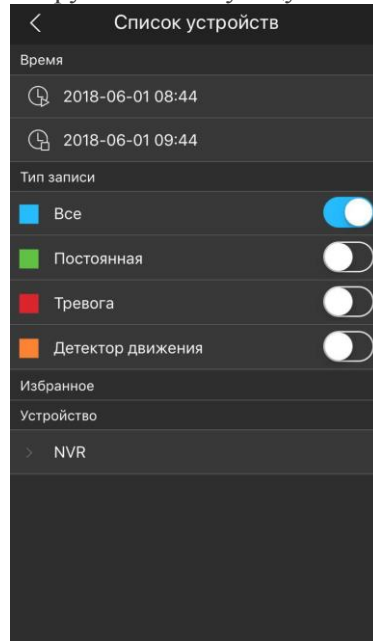 Список устройств
Время
2018-06-01 08:44
2018-06-01 09:44
Тип записи
Все
Постоянная
Тревога
Детектор движения
Избранное
Устройство
NVR